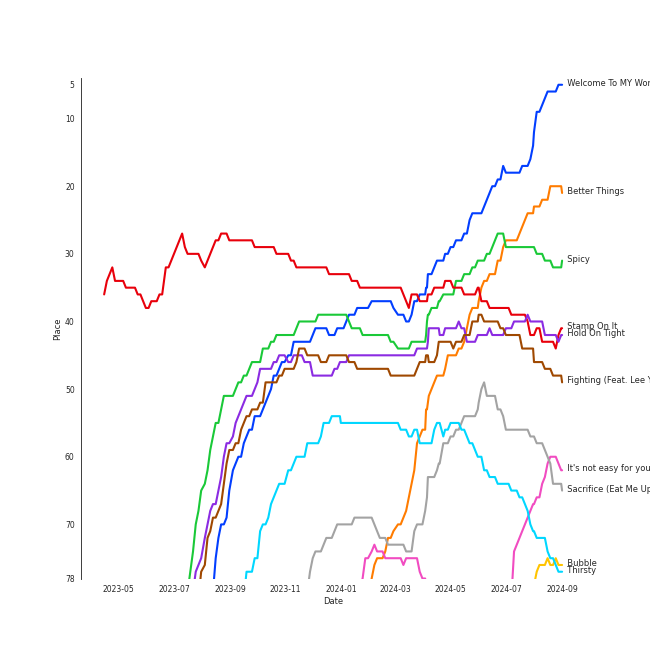 5
10
20
30
40
50
60
70
78
Place
2023-05
2023-07
2023-09
2023-11
2024-01
2024-03
2024-05
2024-07
2024-09
Date
Welcome To MY Wor
Better Things
Spicy
Stamp On It
Hold On Tight
Fighting (Feat. Lee Y
It's not easy for you
Sacrifice (Eat Me Up
Bubble
Thirsty